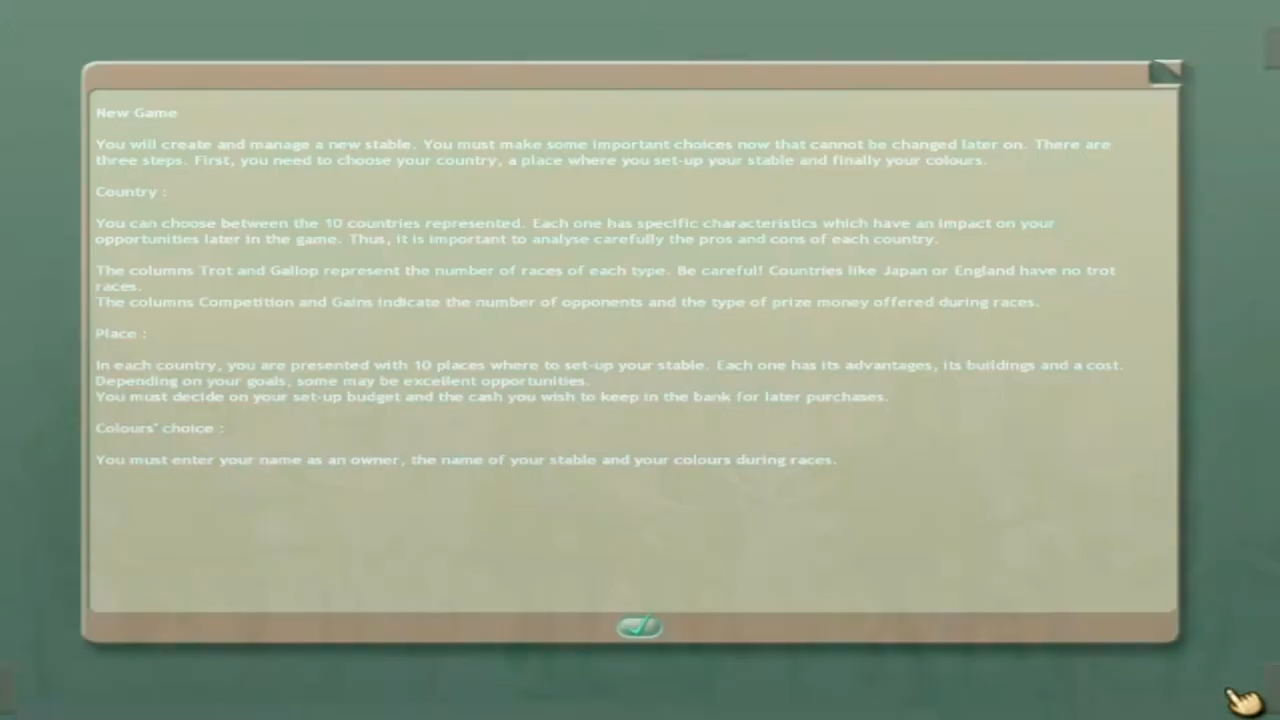 New Game
You will create and manage a new stable. You must make some important choices now that cannot be changed later on. There are
three steps. First, you need to choose your country, a place where you set-up your stable and finally your colours.
Country :
You can choose between the 10 countries represented. Each one has specific characteristics which have an impact on your
opportunities later in the game. Thus, it is important to analyse carefully the pros and cons of each country.
The columns Trot and Gallop represent the number of races of each type. Be careful! Countries like Japan or England have no trot
races.
The columns Competition and Gains indicate the number of opponents and the type of prize money offered during races.
Place :
In each country, you are presented with 10 places where to set-up your stable. Each one has its advantages, its buildings and a cost.
Depending on your goals, some may be excellent opportunities.
You must decide on your set-up budget and the cash you wish to keep in the bank for later purchases.
Colours' choice :
You must enter your name as an owner, the name of your stable and your colours during races.